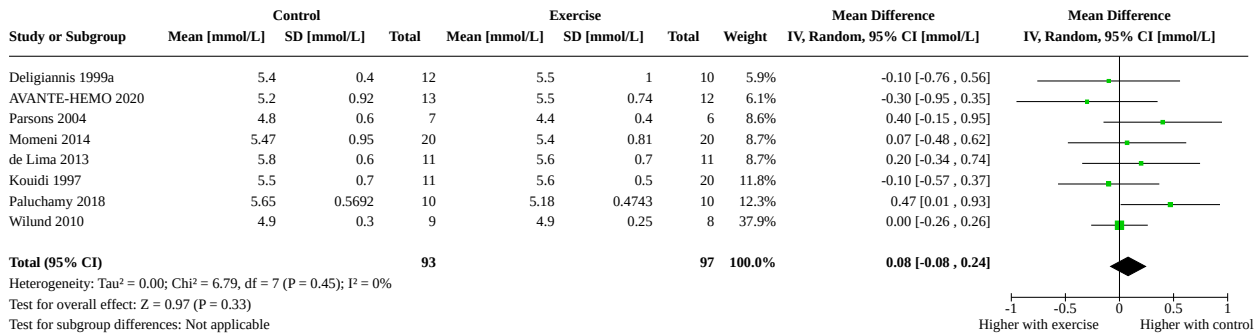 Control Exercise Mean Difference Mean Difference
Study or Subgroup Mean [mmol/L] SD [mmol/L] Total Mean [mmol/L] SD [mmol/L] Total Weight IV, Random, 95% CI [mmol/L] IV, Random, 95% CI [mmol/L]
Deligiannis 1999a 5.4 0.4 12 5.5 1 10 5.9% -0.10 [-0.76 , 0.56]
AVANTE-HEMO 2020 5.2 0.92 13 5.5 0.74 12 6.1% -0.30 [-0.95 , 0.35]
Parsons 2004 4.8 0.6 7 4.4 0.4 6 8.6% 0.40 [-0.15 , 0.95]
Momeni 2014 5.47 0.95 20 5.4 0.81 20 8.7% 0.07 [-0.48 , 0.62]
de Lima 2013 5.8 0.6 11 5.6 0.7 11 8.7% 0.20 [-0.34 , 0.74]
Kouidi 1997 5.5 0.7 11 5.6 0.5 20 11.8% -0.10 [-0.57 , 0.37]
Paluchamy 2018 5.65 0.5692 10 5.18 0.4743 10 12.3% 0.47 [0.01 , 0.93]
Wilund 2010 4.9 0.3 9 4.9 0.25 8 37.9% 0.00 [-0.26 , 0.26]
Total (95% CI) 93 97 100.0% 0.08 [-0.08 , 0.24]
Heterogeneity: Tau² = 0.00; Chi² = 6.79, df = 7 (P = 0.45); I² = 0%
Test for overall effect: Z = 0.97 (P = 0.33)
Test for subgroup differences: Not applicable
-1 -0.5 0 0.5 1
Higher with exercise Higher with control